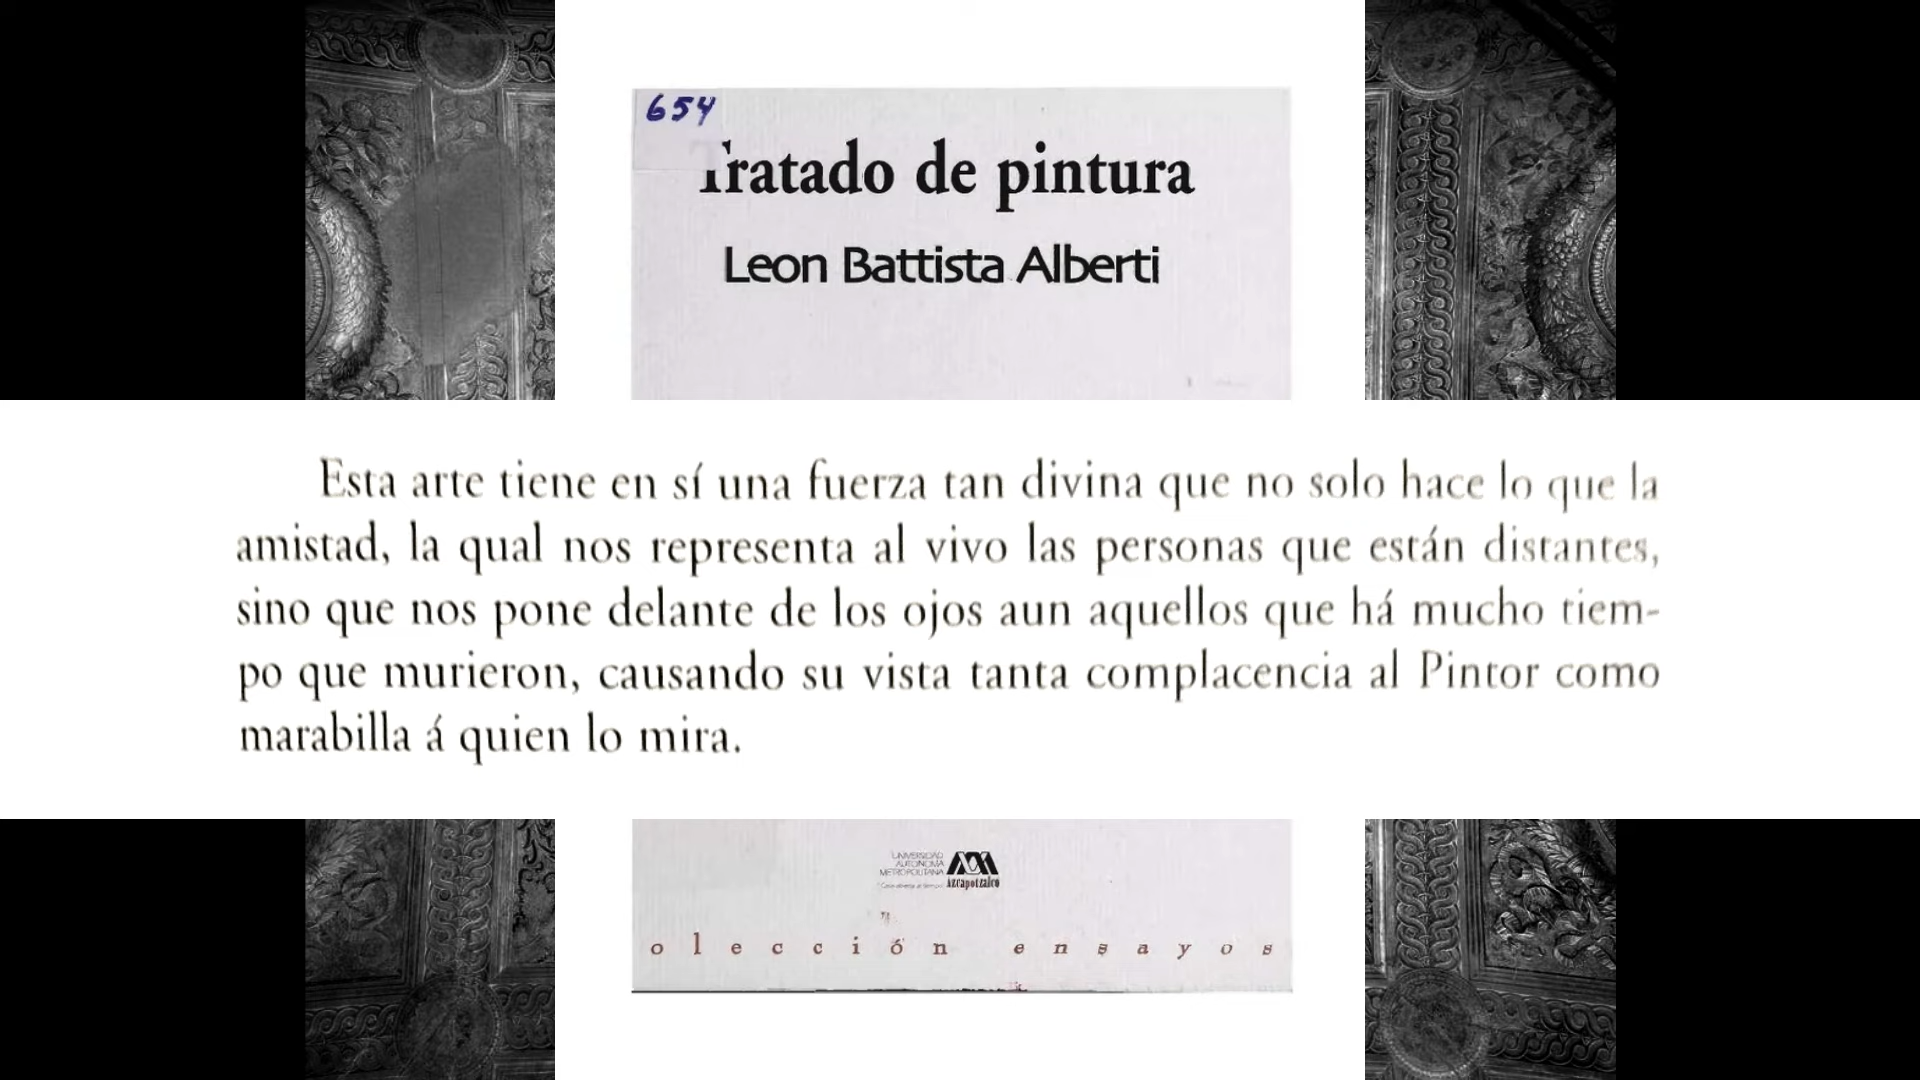 654
Tratado de pintura
Leon Battista Alberti
Esta arte tiene en sí una fuerza tan divina que no solo hace lo que la
amistad, la qual nos representa al vivo las personas que están distantes,
sino que nos pone delante de los ojos aun aquellos que há mucho tiem-
po que murieron, causando su vista tanta complacencia al Pintor como
marabilla á quien lo mira.
UNIVERSIDAD
AUTONOMA
METROPOLITANA
Azcapotzalco
olección ensayos